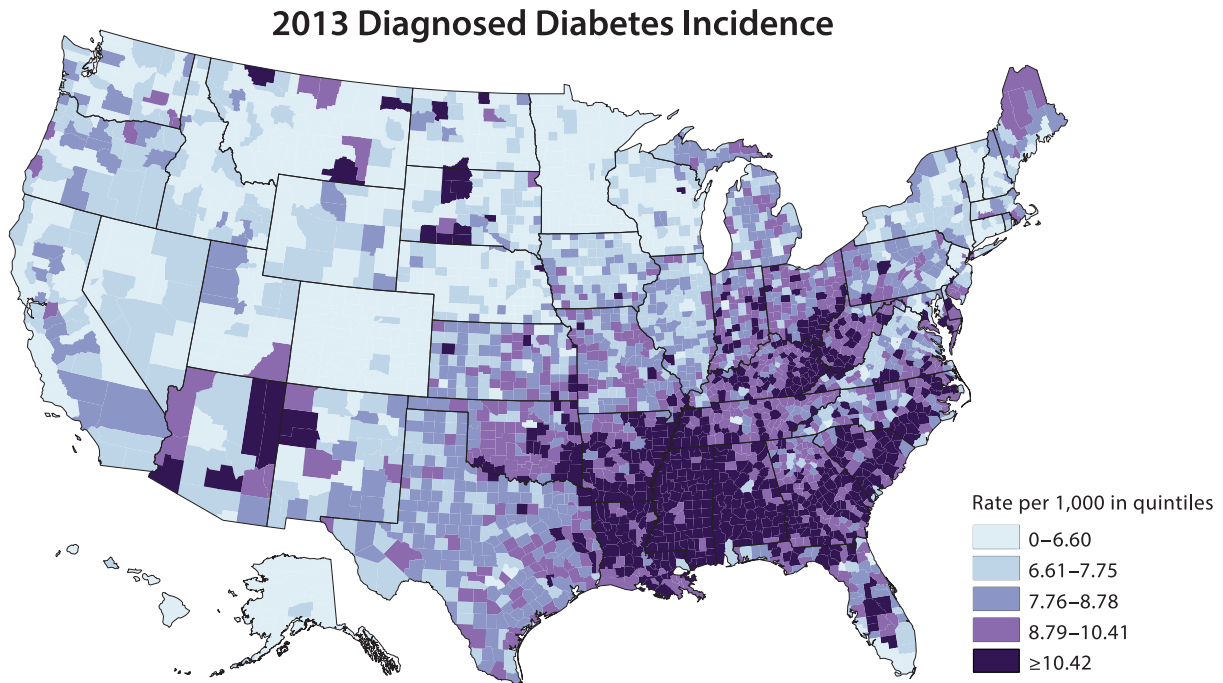 2013 Diagnosed Diabetes Incidence
Rate per 1,000 in quintiles
0–6.60
6.61–7.75
7.76–8.78
8.79–10.41
≥10.42